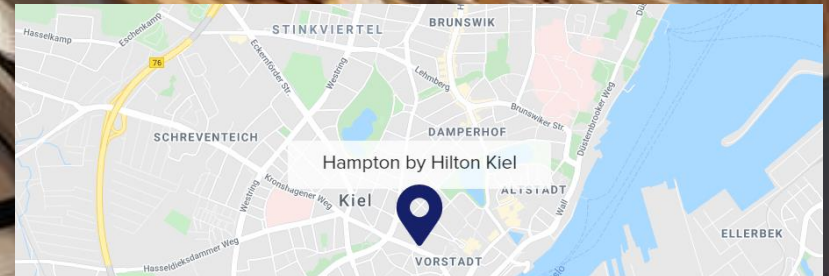 Hasselkamp
Eschenkamp
STINKVIERTEL
BRUNSWIK
76
Eckernförder Str.
Westring
Lehmberg
Brunswiker Str.
Düsternbrooker Weg
SCHREVENTEICH
DAMPERHOF
Hampton by Hilton Kiel
Westring
Kronshagener Weg
Kiel
ALTSTADT
Wall
ELLERBEK
Hasseldieksdammer Weg
VORSTADT